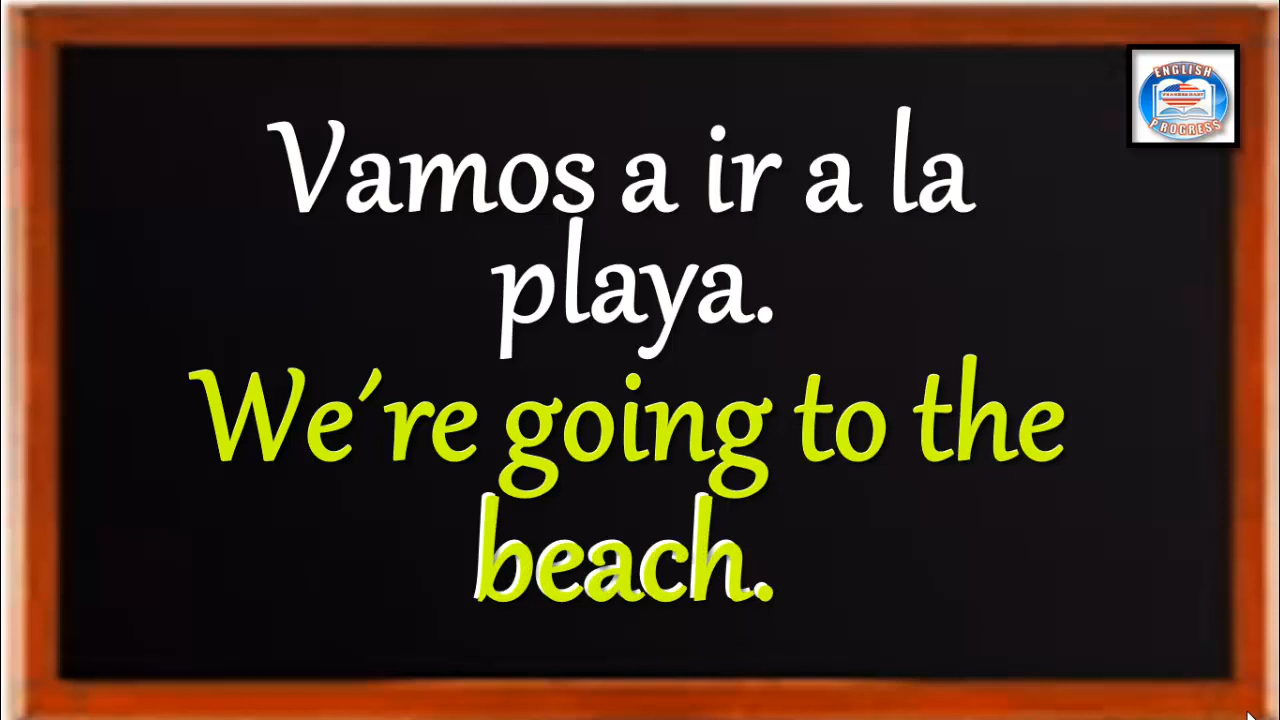 ENGLISH
PROGRESS
Vamos a ir a la
playa.
We´re going to the
beach.